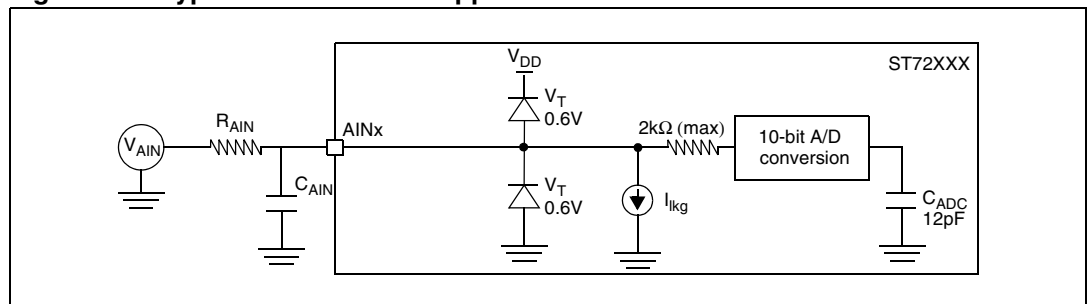 V_DD
ST72XXX
V_T
0.6V
R_AIN
AINx
2kΩ (max)
10-bit A/D
conversion
V_AIN
C_AIN
V_T
0.6V
I_lkg
C_ADC
12pF